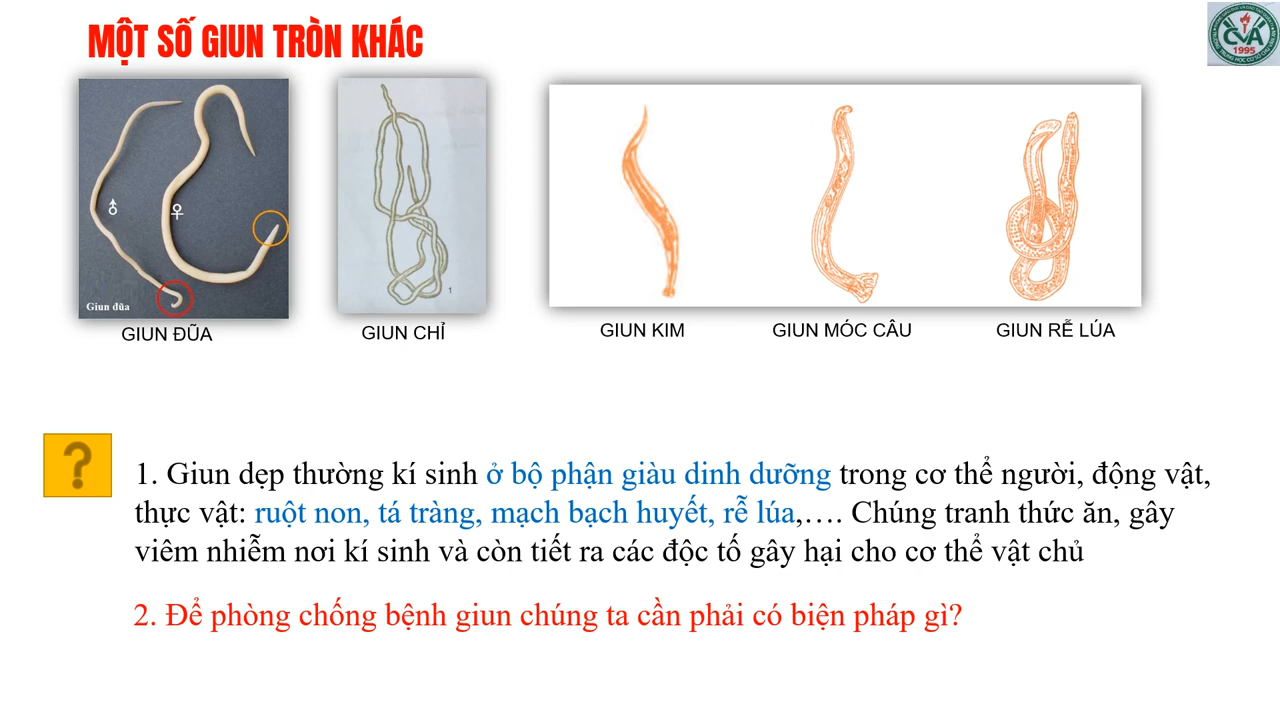 MỘT SỐ GIUN TRÒN KHÁC
CVA
1995
♂
♀
Giun đũa
1
GIUN ĐŨA
GIUN CHỈ
GIUN KIM
GIUN MÓC CÂU
GIUN RỄ LÚA
?
1. Giun dẹp thường kí sinh ở bộ phận giàu dinh dưỡng trong cơ thể người, động vật,
thực vật: ruột non, tá tràng, mạch bạch huyết, rễ lúa,…. Chúng tranh thức ăn, gây
viêm nhiễm nơi kí sinh và còn tiết ra các độc tố gây hại cho cơ thể vật chủ
2. Để phòng chống bệnh giun chúng ta cần phải có biện pháp gì?